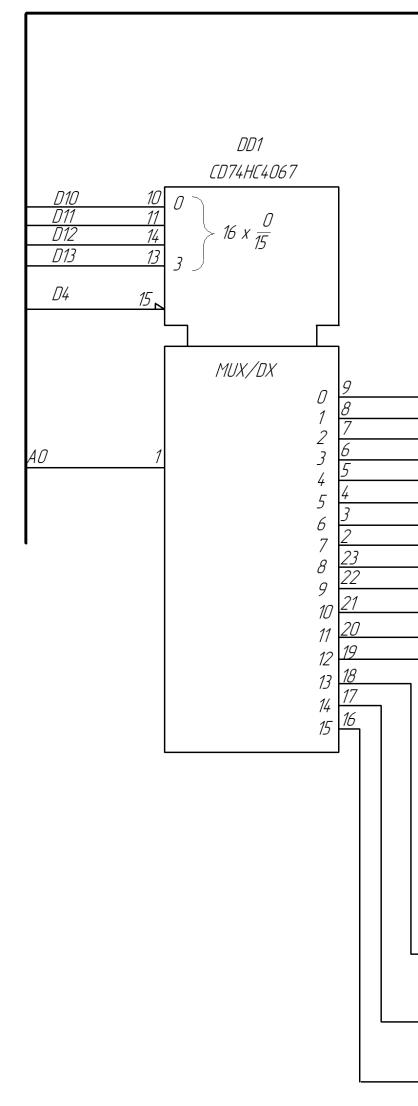 DD1
CD74HC4067
D10 10 0
D11 11
D12 14
D13 13 3
16 x 0/15
D4 15
MUX/DX
A0 1
0 9
1 8
2 7
3 6
4 5
5 4
6 3
7 2
8 23
9 22
10 21
11 20
12 19
13 18
14 17
15 16